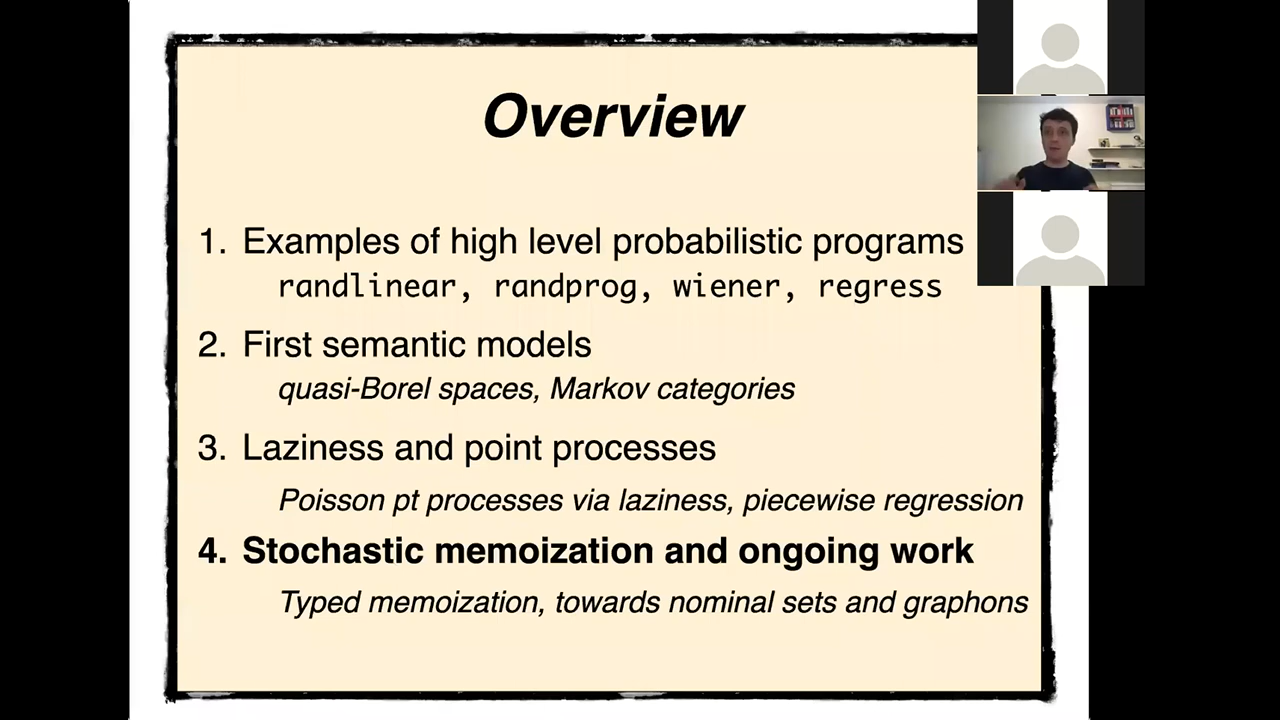 Overview
1. Examples of high level probabilistic programs
randlinear, randprog, wiener, regress
2. First semantic models
quasi-Borel spaces, Markov categories
3. Laziness and point processes
Poisson pt processes via laziness, piecewise regression
4. Stochastic memoization and ongoing work
Typed memoization, towards nominal sets and graphons